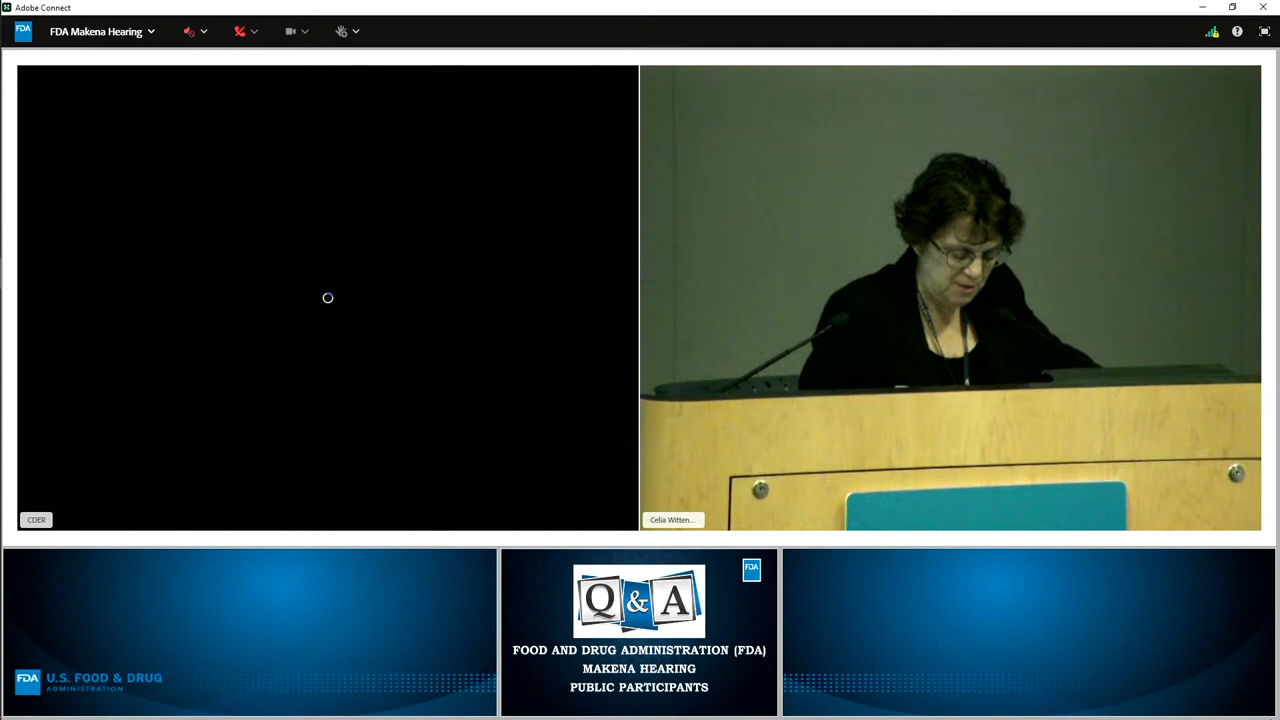 Adobe Connect
FDA
FDA Makena Hearing
CDER
Celia Witten...
FDA
Q & A
FOOD AND DRUG ADMINISTRATION (FDA)
MAKENA HEARING
PUBLIC PARTICIPANTS
FDA
U.S. FOOD & DRUG
ADMINISTRATION